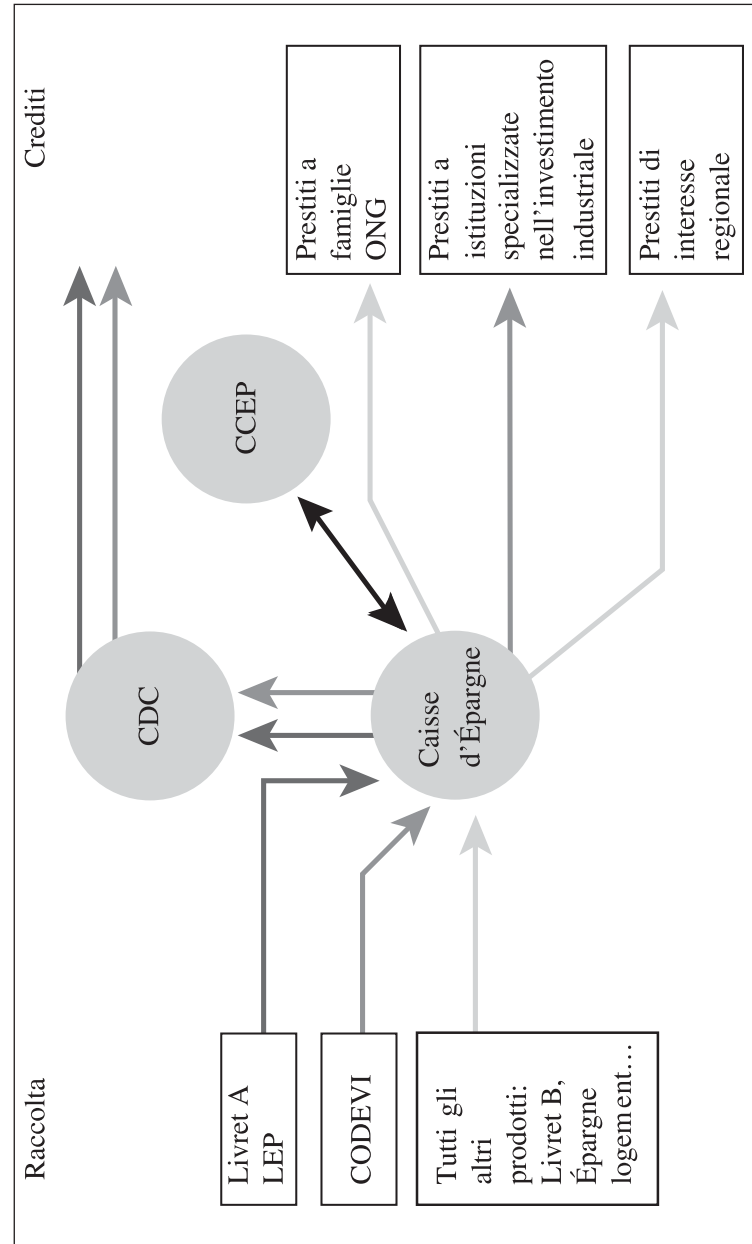 Raccolta
Crediti
Livret A
LEP
CODEVI
Tutti gli
altri
prodotti:
Livret B,
Épargne
logement…
CDC
Caisse
d'Épargne
CCEP
Prestiti a
famiglie
ONG
Prestiti a
istituzioni
specializzate
nell'investimento
industriale
Prestiti di
interesse
regionale